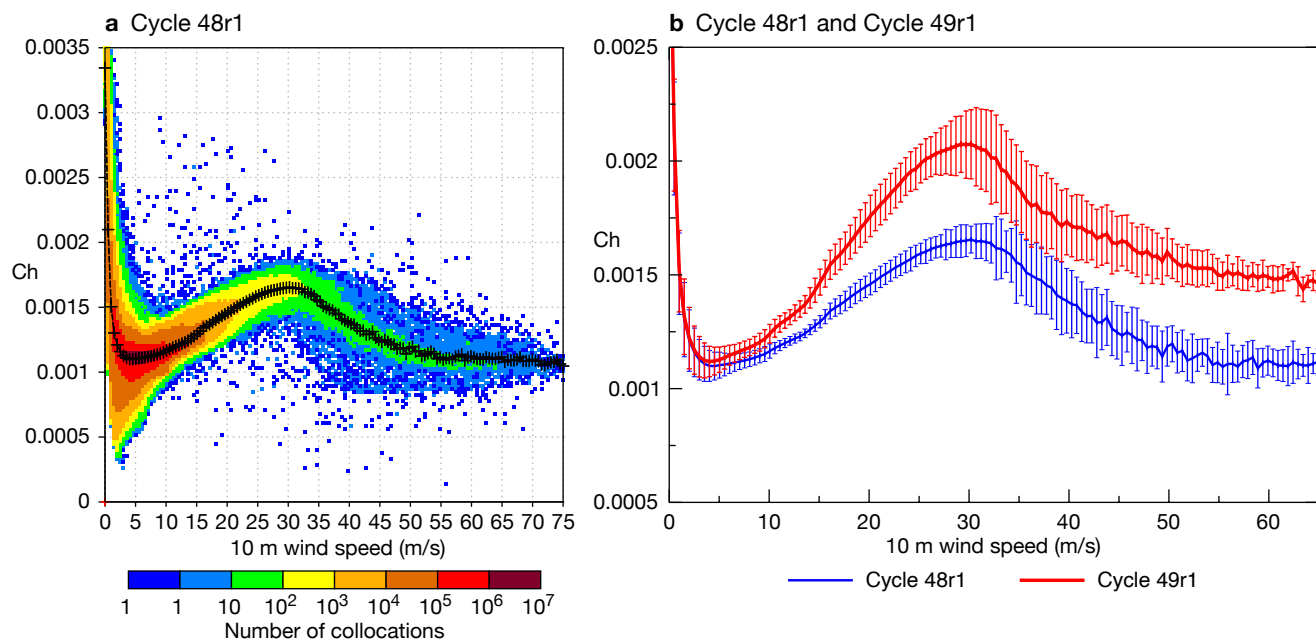 a Cycle 48r1
0.0035
0.003
0.0025
0.002
Ch
0.0015
0.001
0.0005
0
0 5 10 15 20 25 30 35 40 45 50 55 60 65 70 75
10 m wind speed (m/s)
1 1 10 10² 10³ 10⁴ 10⁵ 10⁶ 10⁷
Number of collocations
b Cycle 48r1 and Cycle 49r1
0.0025
0.002
Ch
0.0015
0.001
0.0005
0 10 20 30 40 50 60
10 m wind speed (m/s)
Cycle 48r1 Cycle 49r1